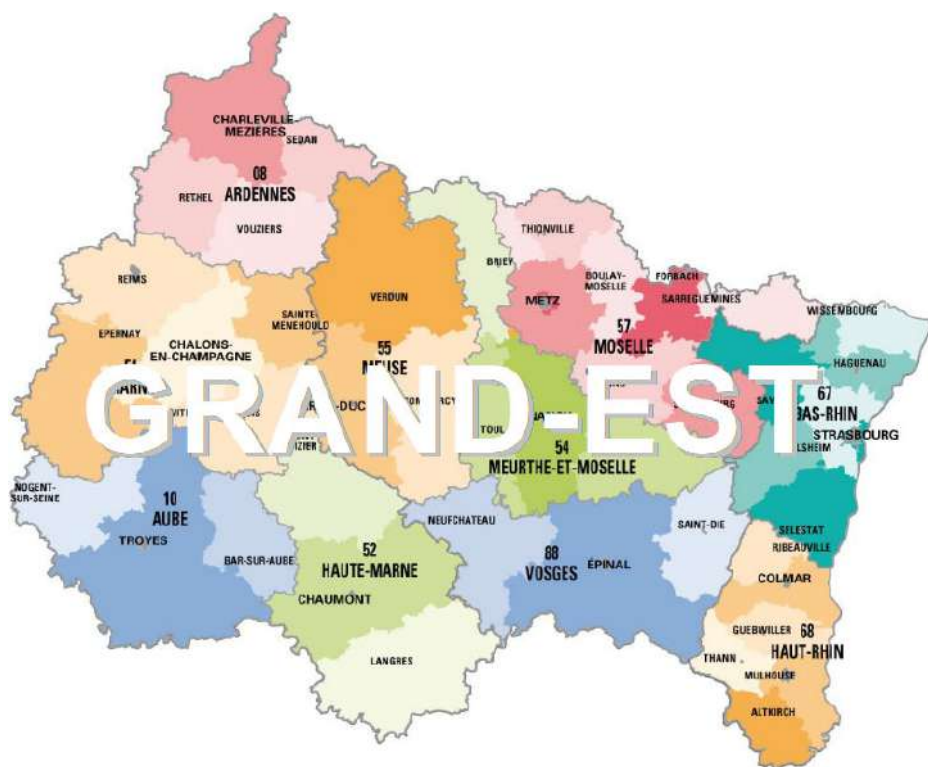 CHARLEVILLE-
MEZIÈRES
SEDAN
08
ARDENNES
RETHEL
VOUZIERS
REIMS
EPERNAY
CHALONS-
EN-CHAMPAGNE
SAINTE
MENEHOULD
VERDUN
55
MEUSE
BRIEY
THIONVILLE
METZ
BOULAY-
MOSELLE
FORBACH
SARREGUEMINES
57
MOSELLE
WISSEMBOURG
HAGUENAU
67
BAS-RHIN
STRASBOURG
GRAND-EST
TOUL
54
MEURTHE-ET-MOSELLE
SELESTAT
NOGENT-
SUR-SEINE
10
AUBE
TROYES
BAR-SUR-AUBE
52
HAUTE-MARNE
CHAUMONT
LANGRES
NEUFCHATEAU
88
VOSGES
ÉPINAL
SAINT-DIE
RIBEAUVILLE
COLMAR
GUEBWILLER
68
HAUT-RHIN
THANN
MULHOUSE
ALTKIRCH